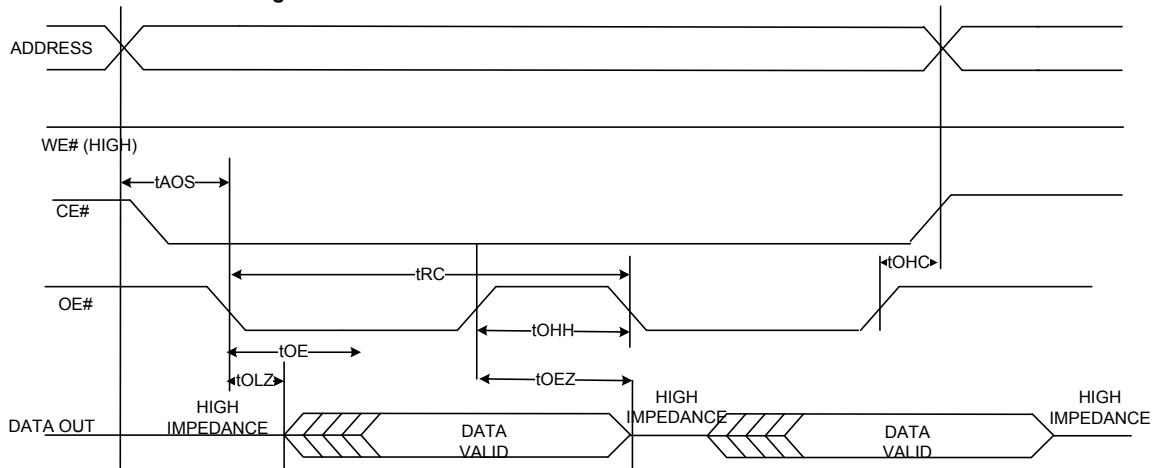 ADDRESS
WE# (HIGH)
tAOS
CE#
tOHC
tRC
OE#
tOHH
tOE
tOLZ
tOEZ
HIGH
IMPEDANCE
HIGH
IMPEDANCE
HIGH
IMPEDANCE
DATA OUT
DATA
VALID
DATA
VALID